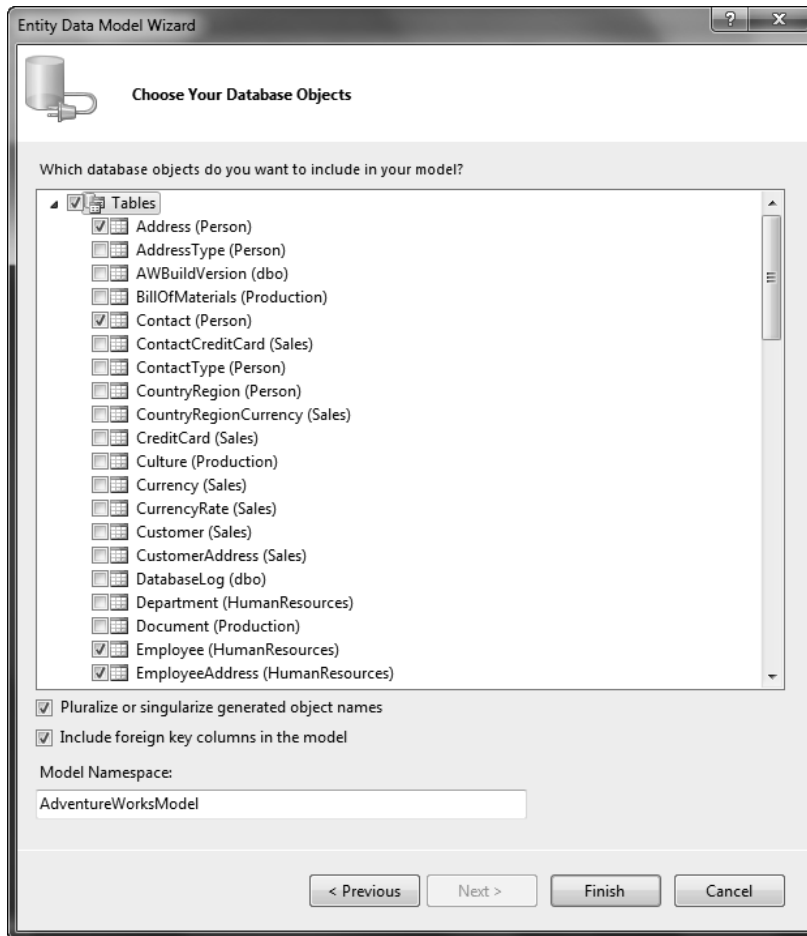 Entity Data Model Wizard
Choose Your Database Objects
Which database objects do you want to include in your model?
Tables
Address (Person)
AddressType (Person)
AWBuildVersion (dbo)
BillOfMaterials (Production)
Contact (Person)
ContactCreditCard (Sales)
ContactType (Person)
CountryRegion (Person)
CountryRegionCurrency (Sales)
CreditCard (Sales)
Culture (Production)
Currency (Sales)
CurrencyRate (Sales)
Customer (Sales)
CustomerAddress (Sales)
DatabaseLog (dbo)
Department (HumanResources)
Document (Production)
Employee (HumanResources)
EmployeeAddress (HumanResources)
Pluralize or singularize generated object names
Include foreign key columns in the model
Model Namespace:
AdventureWorksModel
< Previous Next > Finish Cancel